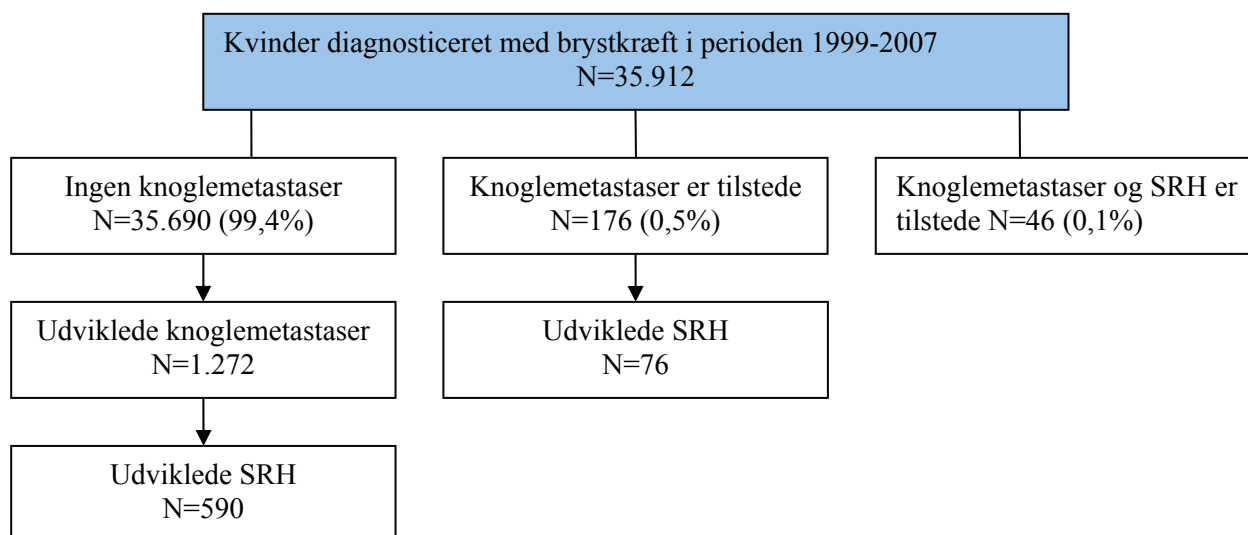 Kvinder diagnosticeret med brystkræft i perioden 1999-2007
N=35.912
Ingen knoglemetastaser
N=35.690 (99,4%)
Knoglemetastaser er tilstede
N=176 (0,5%)
Knoglemetastaser og SRH er
tilstede N=46 (0,1%)
Udviklede knoglemetastaser
N=1.272
Udviklede SRH
N=76
Udviklede SRH
N=590